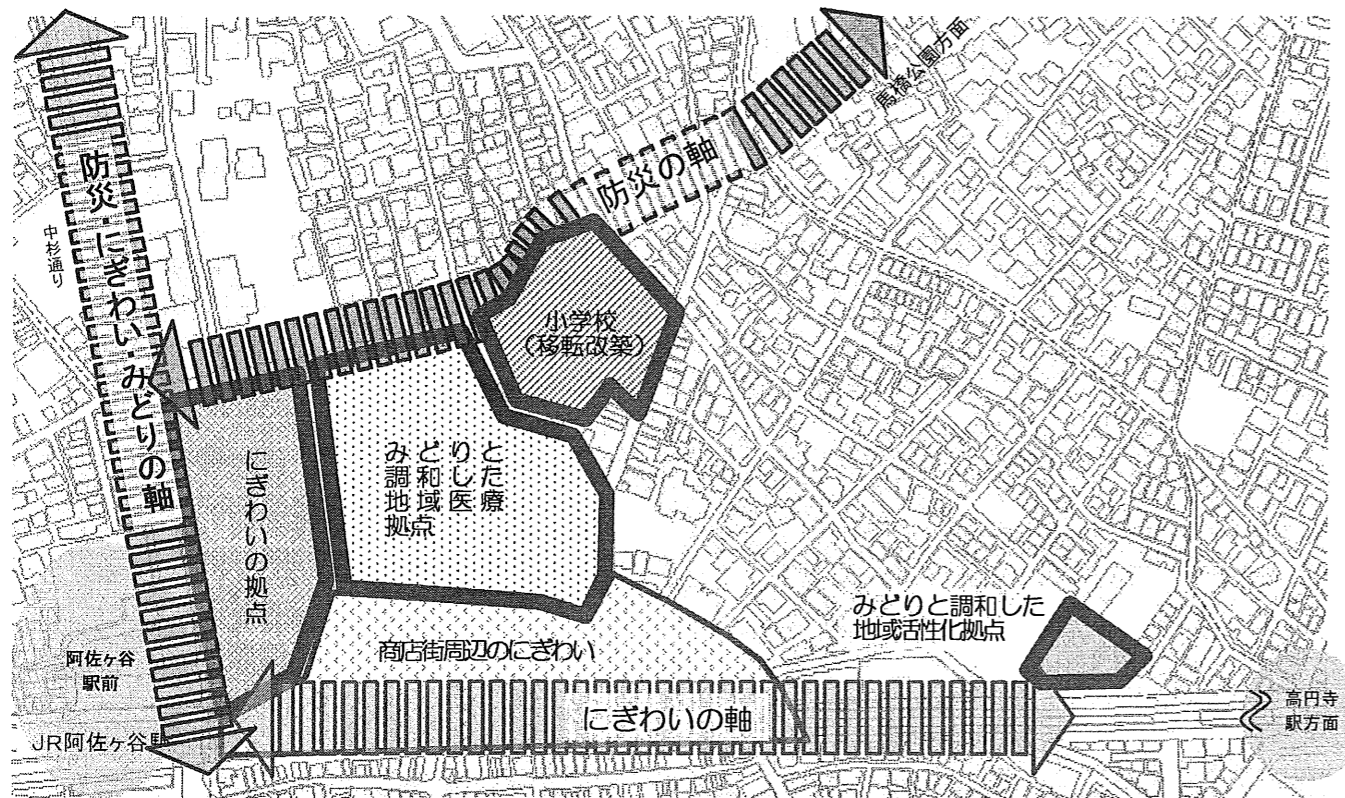 馬橋公園方面
防災の軸
防災・にぎわい・みどりの軸
中杉通り
小学校
(移転改築)
みどりと
調和した
地域医療
拠点
にぎわいの拠点
みどりと調和した
地域活性化拠点
商店街周辺のにぎわい
阿佐ヶ谷
駅前
にぎわいの軸
高円寺
駅方面
JR阿佐ヶ谷駅